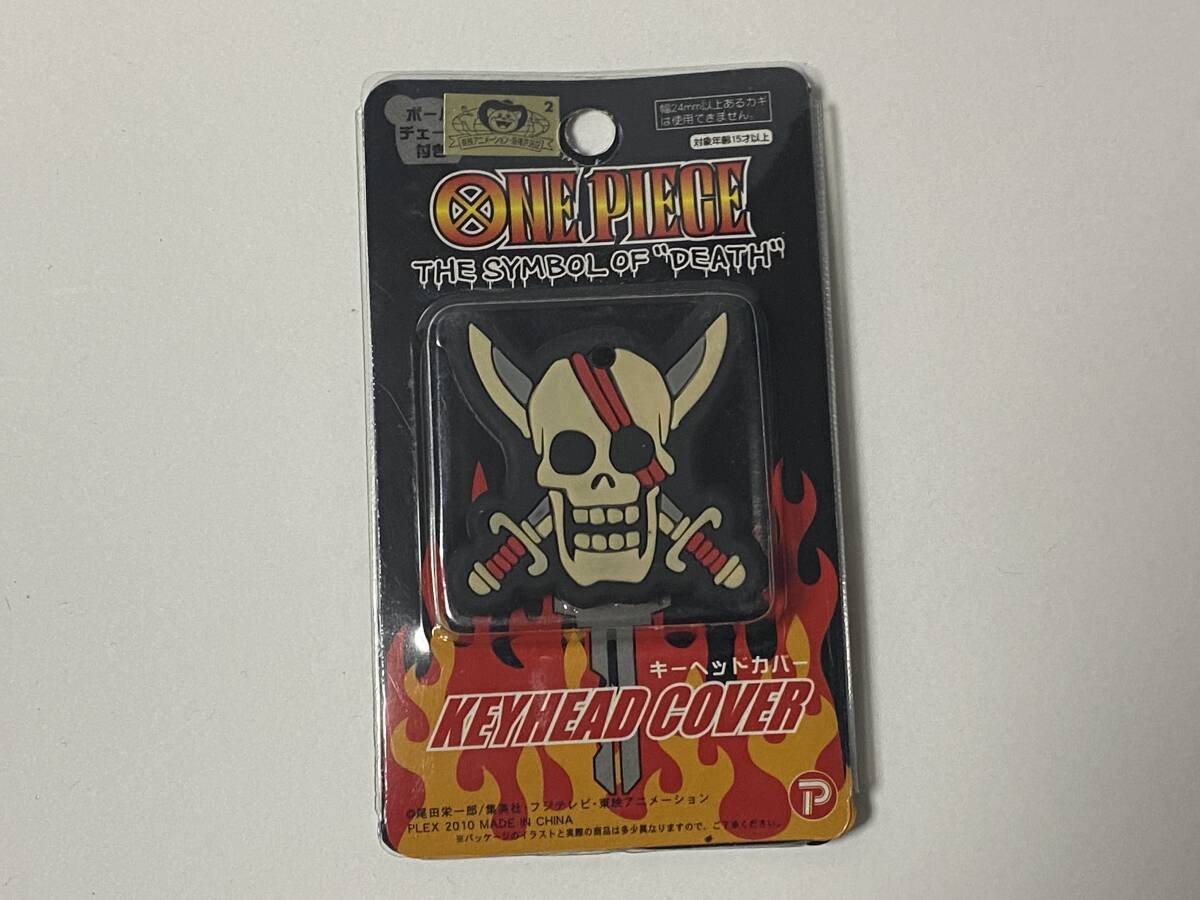 ボール
チェーン
付き
2
幅24mm以上あるカギ
は使用できません。
対象年齢15才以上
ONE PIECE
THE SYMBOL OF "DEATH"
キーヘッドカバー
KEYHEAD COVER
P
©尾田栄一郎/集英社・フジテレビ・東映アニメーション
PLEX 2010 MADE IN CHINA
※パッケージのイラストと実際の商品は多少異なりますので、ご了承ください。